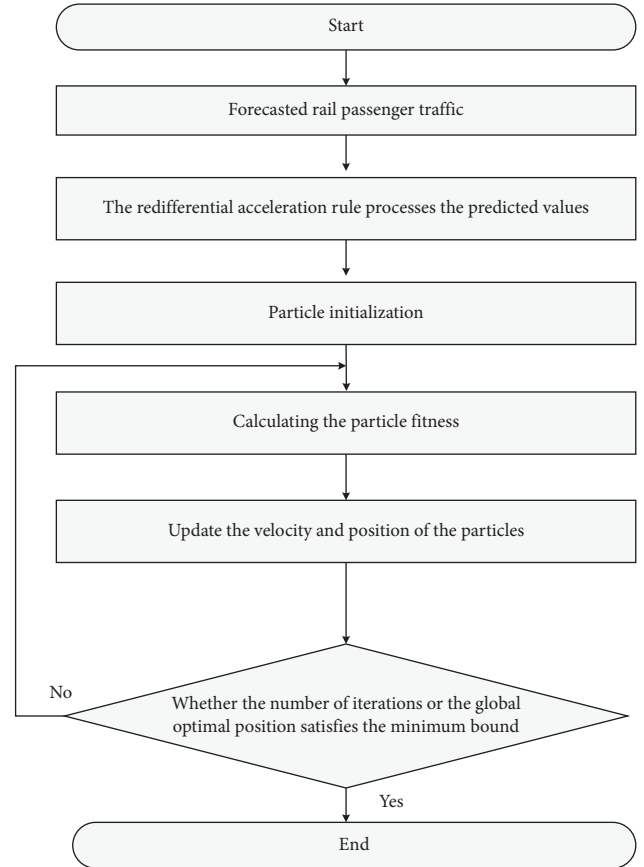 Start
Forecasted rail passenger traffic
The redifferential acceleration rule processes the predicted values
Particle initialization
Calculating the particle fitness
Update the velocity and position of the particles
No
Whether the number of iterations or the global
optimal position satisfies the minimum bound
Yes
End